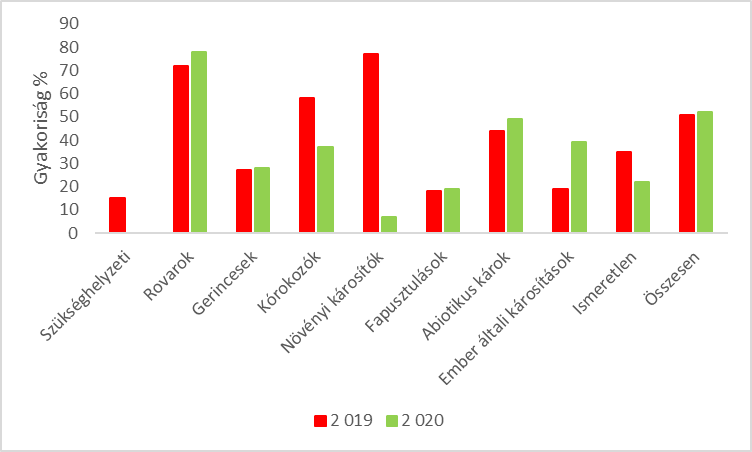 90
80
70
60
50
40
30
20
10
0
Gyakoriság %
Szükséghelyzeti
Rovarok
Gerincesek
Kórokozók
Növényi károsítók
Fapusztulások
Abiotikus károk
Ember általi károsítások
Ismeretlen
Összesen
2 019 2 020